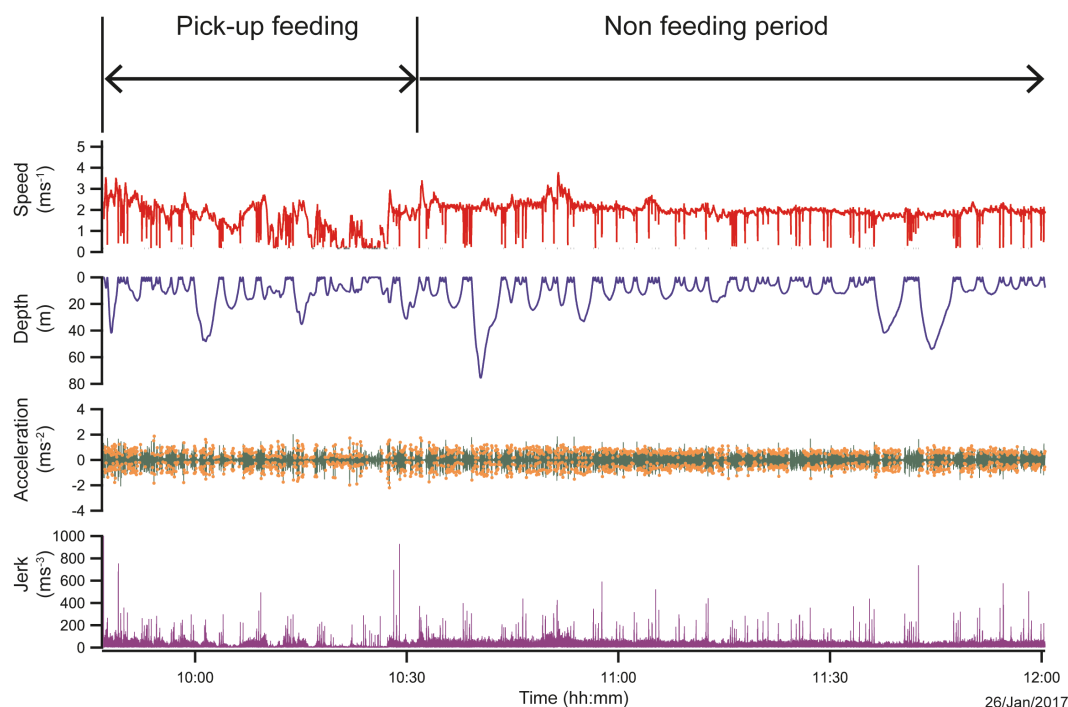 Pick-up feeding
Non feeding period
Speed
(ms⁻¹)
5
4
3
2
1
0
Depth
(m)
0
20
40
60
80
Acceleration
(ms⁻²)
4
2
0
-2
-4
Jerk
(ms⁻³)
1000
800
600
400
200
0
10:00
10:30
11:00
11:30
12:00
Time (hh:mm)
26/Jan/2017